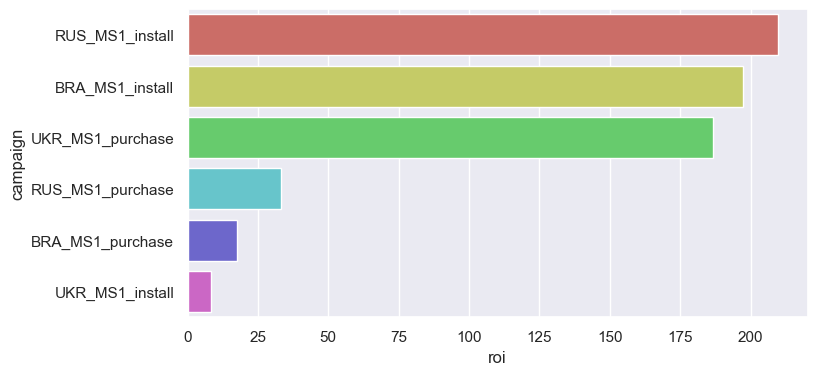 RUS_MS1_install
BRA_MS1_install
UKR_MS1_purchase
RUS_MS1_purchase
BRA_MS1_purchase
UKR_MS1_install
campaign
0 25 50 75 100 125 150 175 200
roi